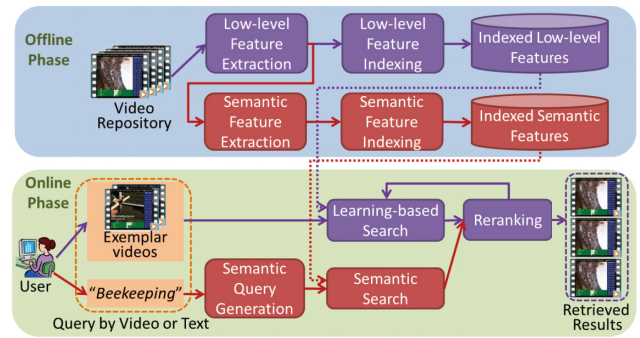 Offline
Phase
Video
Repository
Low-level
Feature
Extraction
Low-level
Feature
Indexing
Indexed Low-level
Features
Semantic
Feature
Extraction
Semantic
Feature
Indexing
Indexed Semantic
Features
Online
Phase
User
Exemplar
videos
“Beekeeping”
Query by Video or Text
Semantic
Query
Generation
Learning-based
Search
Semantic
Search
Reranking
Retrieved
Results